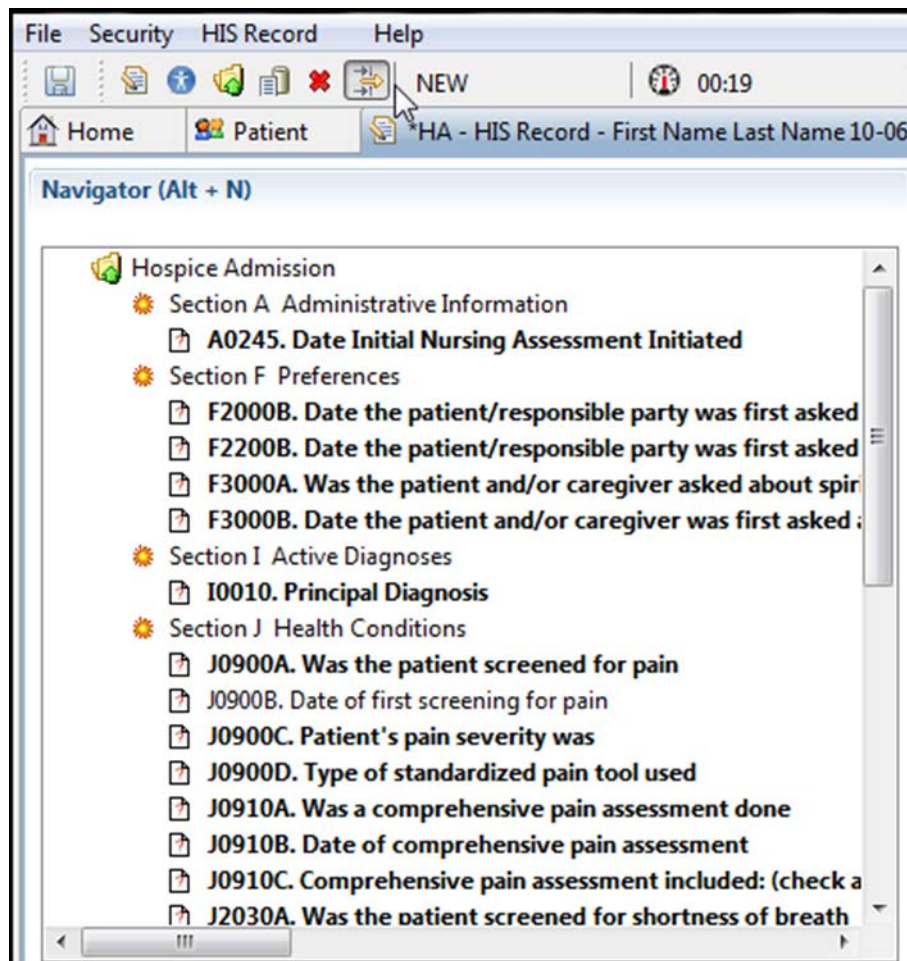 File Security HIS Record Help
NEW 00:19
Home Patient *HA - HIS Record - First Name Last Name 10-06
Navigator (Alt + N)
Hospice Admission
Section A Administrative Information
A0245. Date Initial Nursing Assessment Initiated
Section F Preferences
F2000B. Date the patient/responsible party was first asked
F2200B. Date the patient/responsible party was first asked
F3000A. Was the patient and/or caregiver asked about spiri
F3000B. Date the patient and/or caregiver was first asked
Section I Active Diagnoses
I0010. Principal Diagnosis
Section J Health Conditions
J0900A. Was the patient screened for pain
J0900B. Date of first screening for pain
J0900C. Patient's pain severity was
J0900D. Type of standardized pain tool used
J0910A. Was a comprehensive pain assessment done
J0910B. Date of comprehensive pain assessment
J0910C. Comprehensive pain assessment included: (check a
J2030A. Was the patient screened for shortness of breath